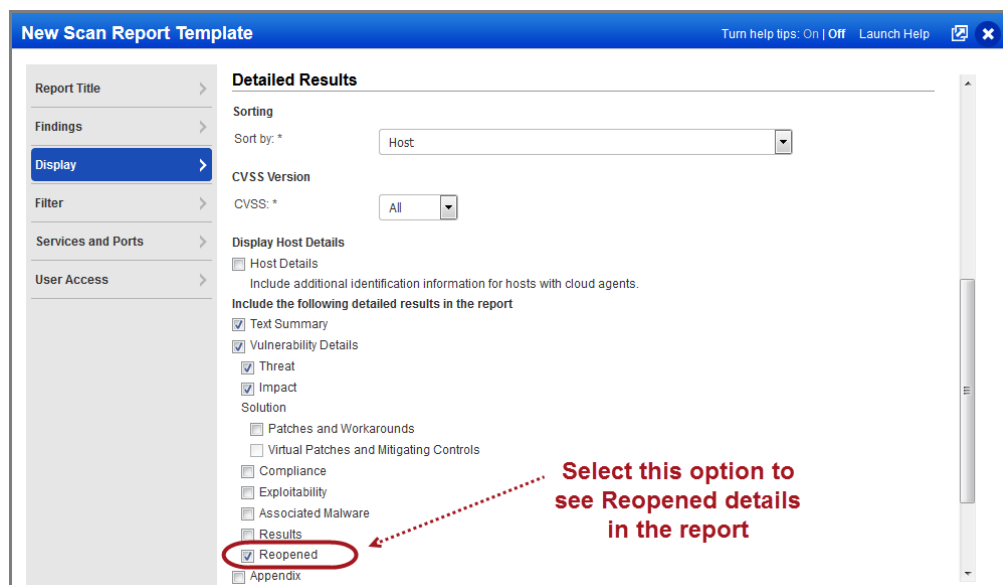 New Scan Report Template
Turn help tips: On | Off Launch Help
Report Title
Findings
Display
Filter
Services and Ports
User Access
Detailed Results
Sorting
Sort by: *
Host
CVSS Version
CVSS: *
All
Display Host Details
Host Details
Include additional identification information for hosts with cloud agents.
Include the following detailed results in the report
Text Summary
Vulnerability Details
Threat
Impact
Solution
Patches and Workarounds
Virtual Patches and Mitigating Controls
Compliance
Exploitability
Associated Malware
Results
Reopened
Appendix
Select this option to
see Reopened details
in the report